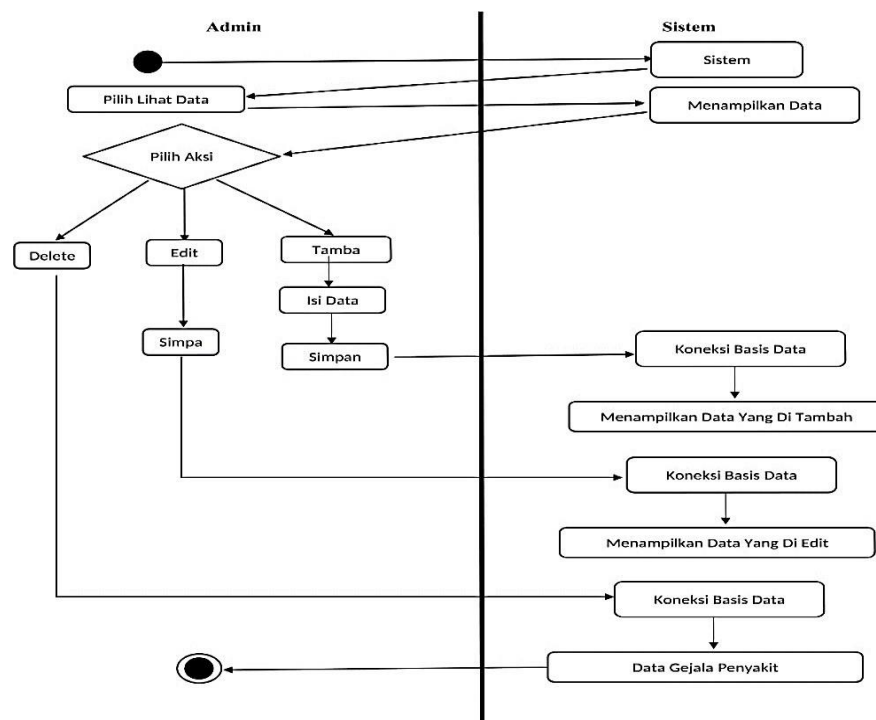 Admin
Sistem
Sistem
Pilih Lihat Data
Menampilkan Data
Pilih Aksi
Delete
Edit
Tamba
Isi Data
Simpa
Simpan
Koneksi Basis Data
Menampilkan Data Yang Di Tambah
Koneksi Basis Data
Menampilkan Data Yang Di Edit
Koneksi Basis Data
Data Gejala Penyakit